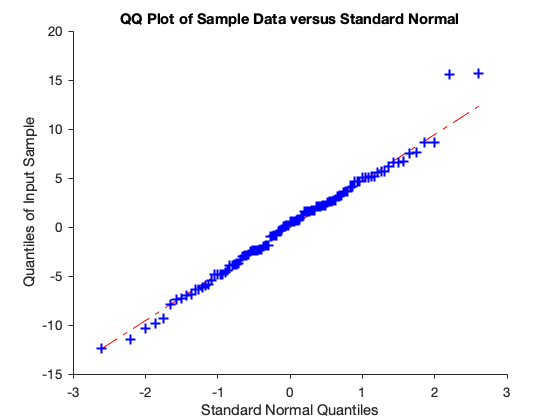 QQ Plot of Sample Data versus Standard Normal
20
15
10
5
0
-5
-10
-15
Quantiles of Input Sample
-3 -2 -1 0 1 2 3
Standard Normal Quantiles